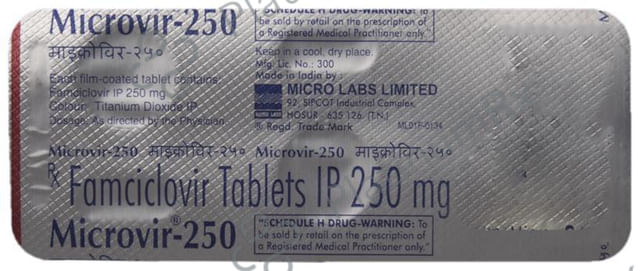 Microvir-250
माइक्रोविर-२५०
Each film-coated tablet contains:
Famciclovir IP 250 mg
Colour: Titanium Dioxide IP.
Dosage: As directed by the Physician.
"SCHEDULE H DRUG-WARNING: To
be sold by retail on the prescription of
a Registered Medical Practitioner only."
Keep in a cool, dry place.
Mfg. Lic. No.: 300
Made in India by:
MICRO LABS LIMITED
92, SIPCOT Industrial Complex,
HOSUR - 635 126. (T.N.)
® Regd. Trade Mark
Microvir-250 माइक्रोविर-२५० Microvir-250 माइक्रोविर-२५०
Rx Famciclovir Tablets IP 250 mg
Microvir®-250
"SCHEDULE H DRUG-WARNING: To
be sold by retail on the prescription of
a Registered Medical Practitioner only."